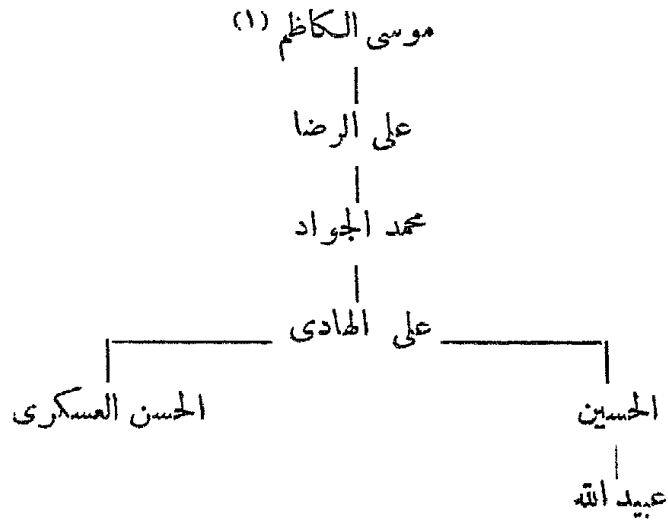 موسى الكاظم (١)
على الرضا
محمد الجواد
على الهادى
الحسين
الحسن العسكرى
عبيد الله